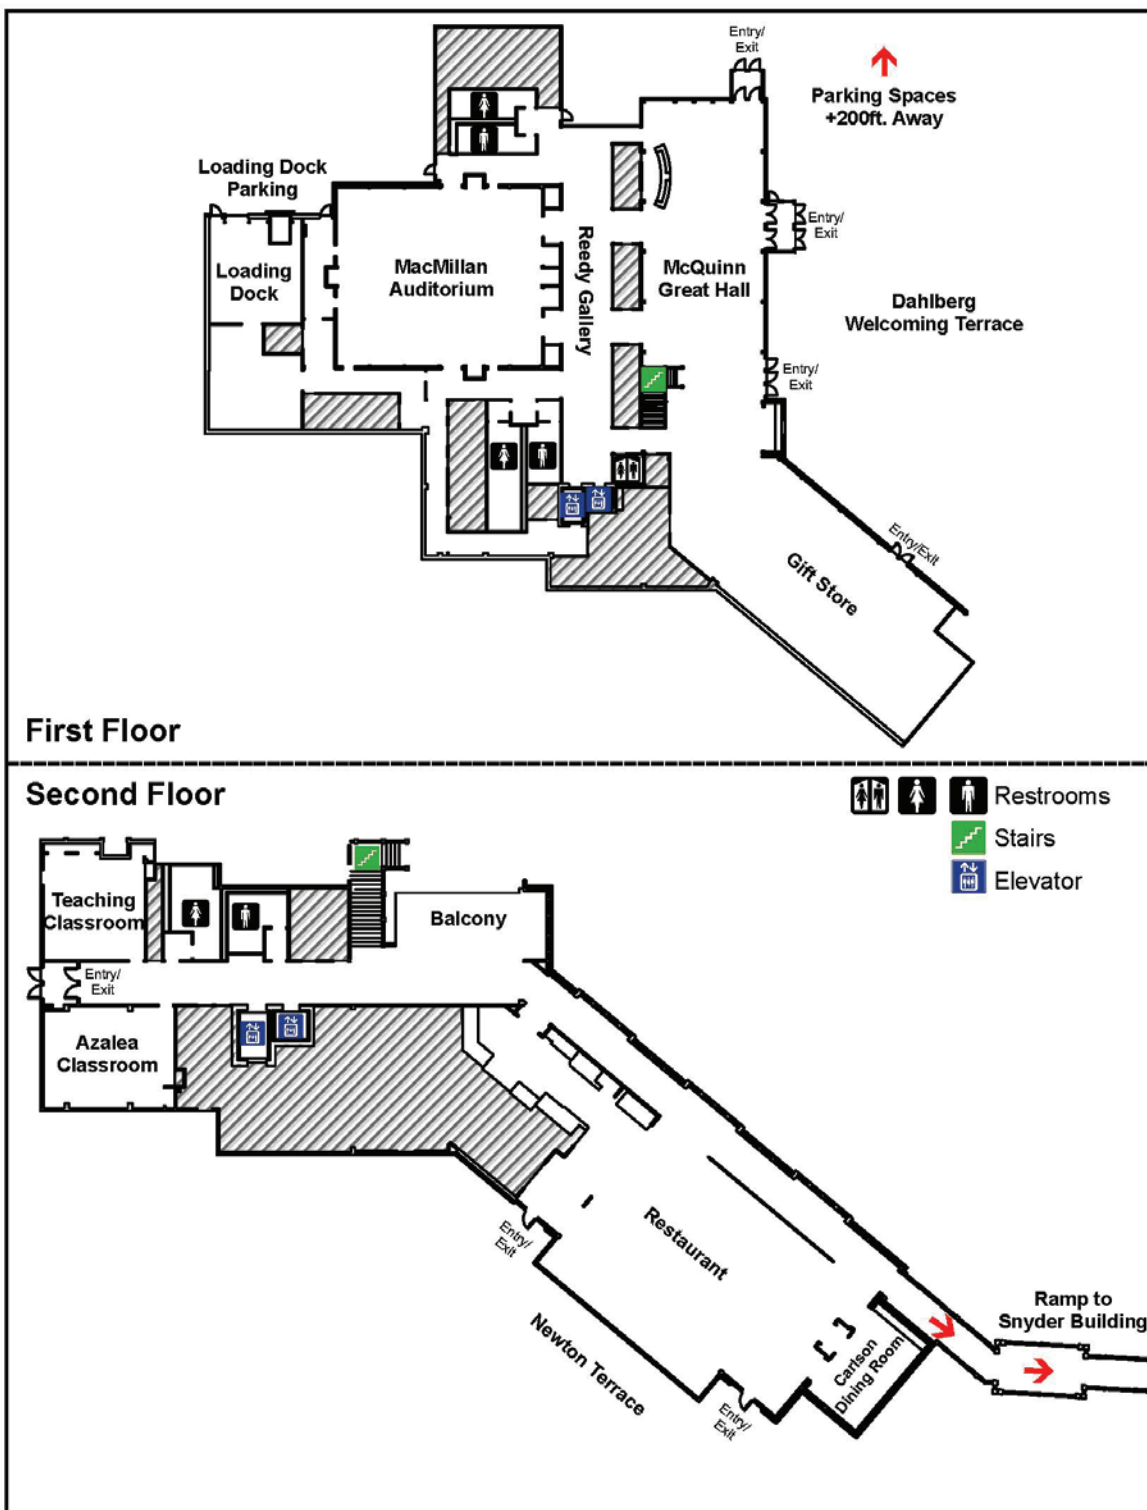 Entry/
Exit
Parking Spaces
+200ft. Away
Loading Dock
Parking
Entry/
Exit
Loading
Dock
MacMillan
Auditorium
Reedy Gallery
McQuinn
Great Hall
Dahlberg
Welcoming Terrace
Entry/
Exit
Entry/Exit
Gift Store
First Floor
Second Floor
Restrooms
Stairs
Elevator
Teaching
Classroom
Balcony
Entry/
Exit
Azalea
Classroom
Entry/
Exit
Restaurant
Newton Terrace
Ramp to
Snyder Building
Carlson
Dining Room
Entry/
Exit